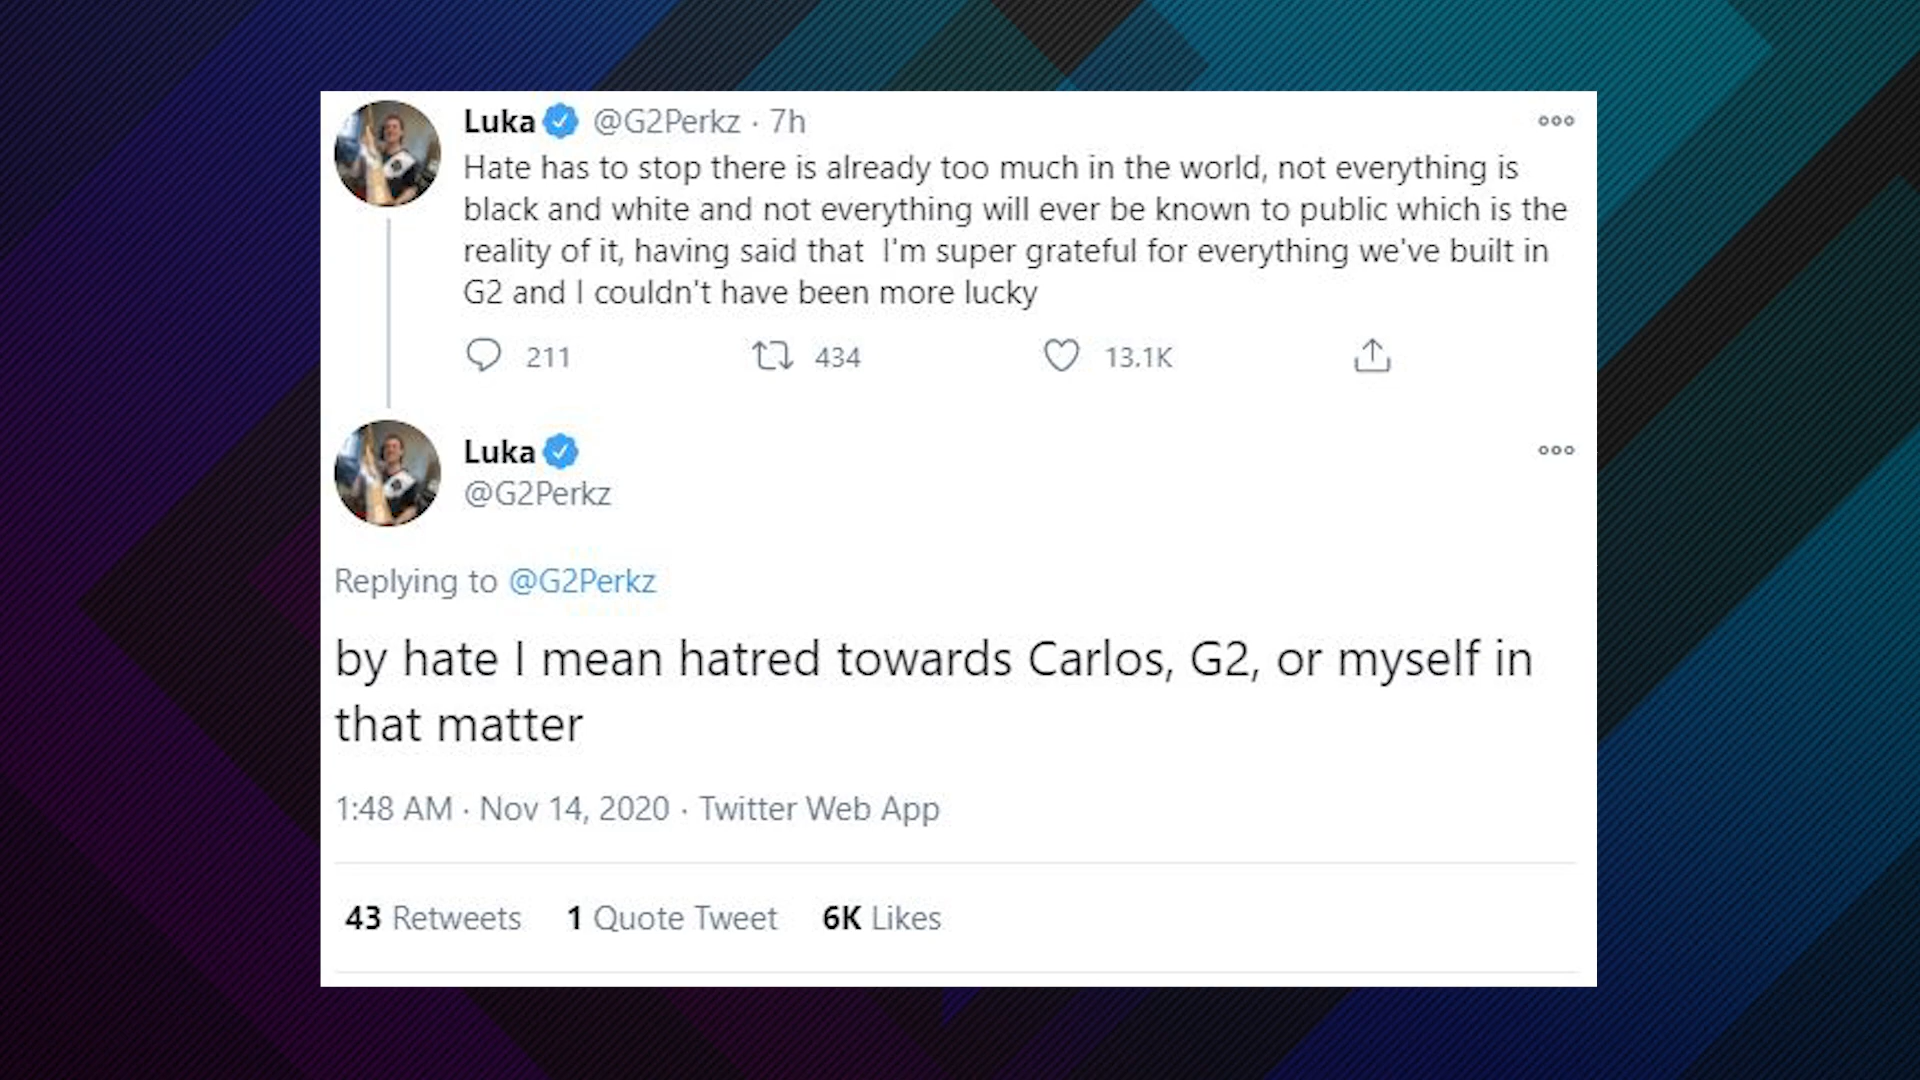 Luka @G2Perkz · 7h
Hate has to stop there is already too much in the world, not everything is
black and white and not everything will ever be known to public which is the
reality of it, having said that  I'm super grateful for everything we've built in
G2 and I couldn't have been more lucky
211 434 13.1K
Luka
@G2Perkz
Replying to @G2Perkz
by hate I mean hatred towards Carlos, G2, or myself in
that matter
1:48 AM · Nov 14, 2020 · Twitter Web App
43 Retweets 1 Quote Tweet 6K Likes